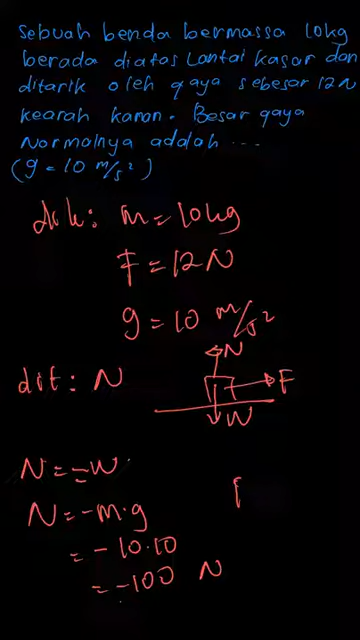 Sebuah benda bermassa 10kg
berada diatas Lantai kasar dan
ditarik oleh gaya sebesar 12N
kearah kanan. Besar gaya
Normalnya adalah ...
(g = 10 m/s²)
dik: m = 10kg
F = 12 N
g = 10 m/s²
dit: N
N
F
W
N = -W
N = -m.g
= -10.10
= -100 N